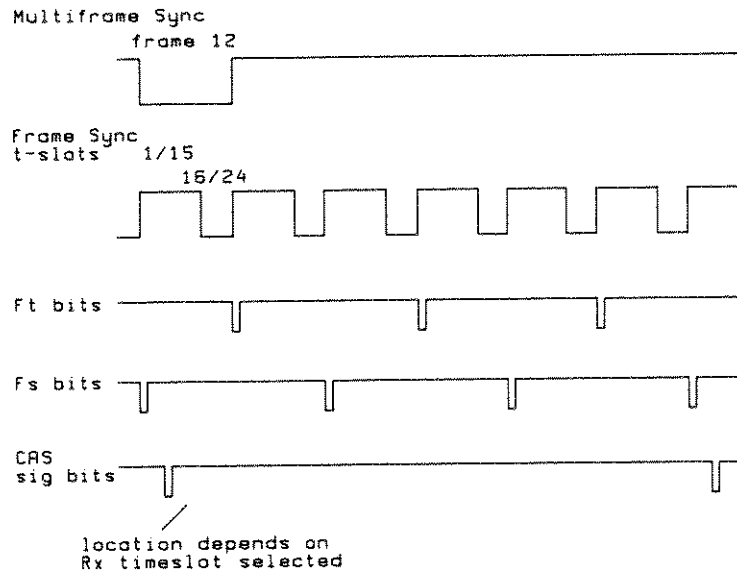 Multiframe Sync
frame 12
Frame Sync
t-slots 1/15
16/24
Ft bits
Fs bits
CAS
sig bits
location depends on
Rx timeslot selected